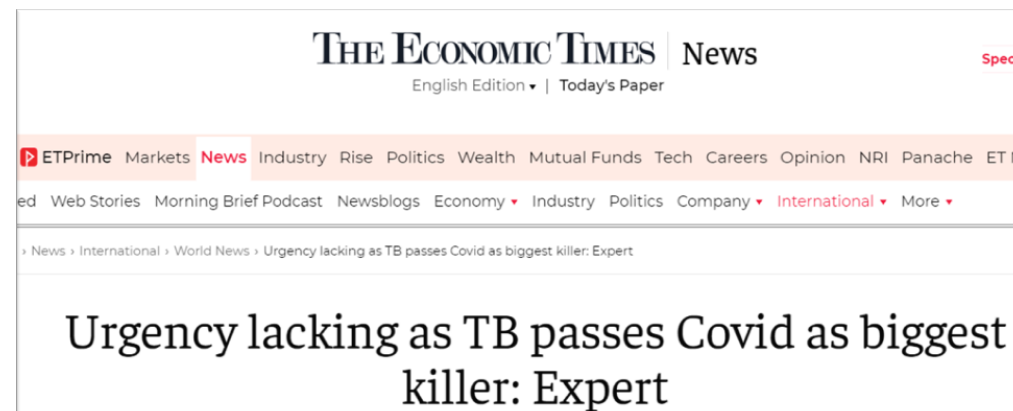 THE ECONOMIC TIMES | News
Spec
English Edition ▾ | Today's Paper
ETPrime Markets News Industry Rise Politics Wealth Mutual Funds Tech Careers Opinion NRI Panache ET
ed Web Stories Morning Brief Podcast Newsblogs Economy ▾ Industry Politics Company ▾ International ▾ More ▾
› News › International › World News › Urgency lacking as TB passes Covid as biggest killer: Expert
Urgency lacking as TB passes Covid as biggest
killer: Expert